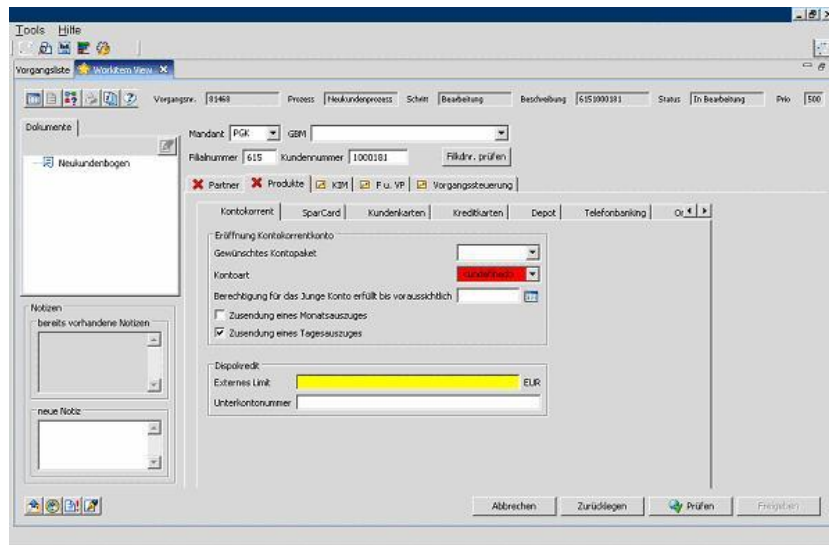 Tools Hilfe
Vorgangsliste Workitem View
Vorgangsnr. 81468 Prozess Neukundenprozess Schritt Bearbeitung Beschreibung 6151000181 Status In Bearbeitung Prio 500
Dokumente
Neukundenbogen
Mandant PGK GBM
Filialnummer 615 Kundennummer 1000181 Filkdnr. prüfen
Partner Produkte KIM F u. VP Vorgangssteuerung
Kontokorrent SparCard Kundenkarten Kreditkarten Depot Telefonbanking
Eröffnung Kontokorrentkonto
Gewünschtes Kontopaket
Kontoart <undefined>
Berechtigung für das Junge Konto erfüllt bis voraussichtlich
Zusendung eines Monatsauszuges
Zusendung eines Tagesauszuges
Dispokredit
Externes Limit EUR
Unterkontonummer
Notizen
bereits vorhandene Notizen
neue Notiz
Abbrechen Zurücklegen Prüfen Freigeben